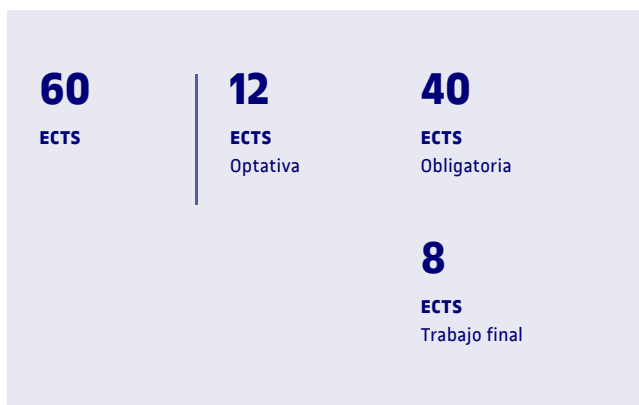 60
ECTS
12
ECTS
Optativa
40
ECTS
Obligatoria
8
ECTS
Trabajo final